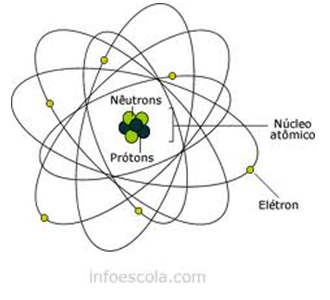 Nêutrons
Núcleo
atômico
Prótons
Elétron
infoescola.com